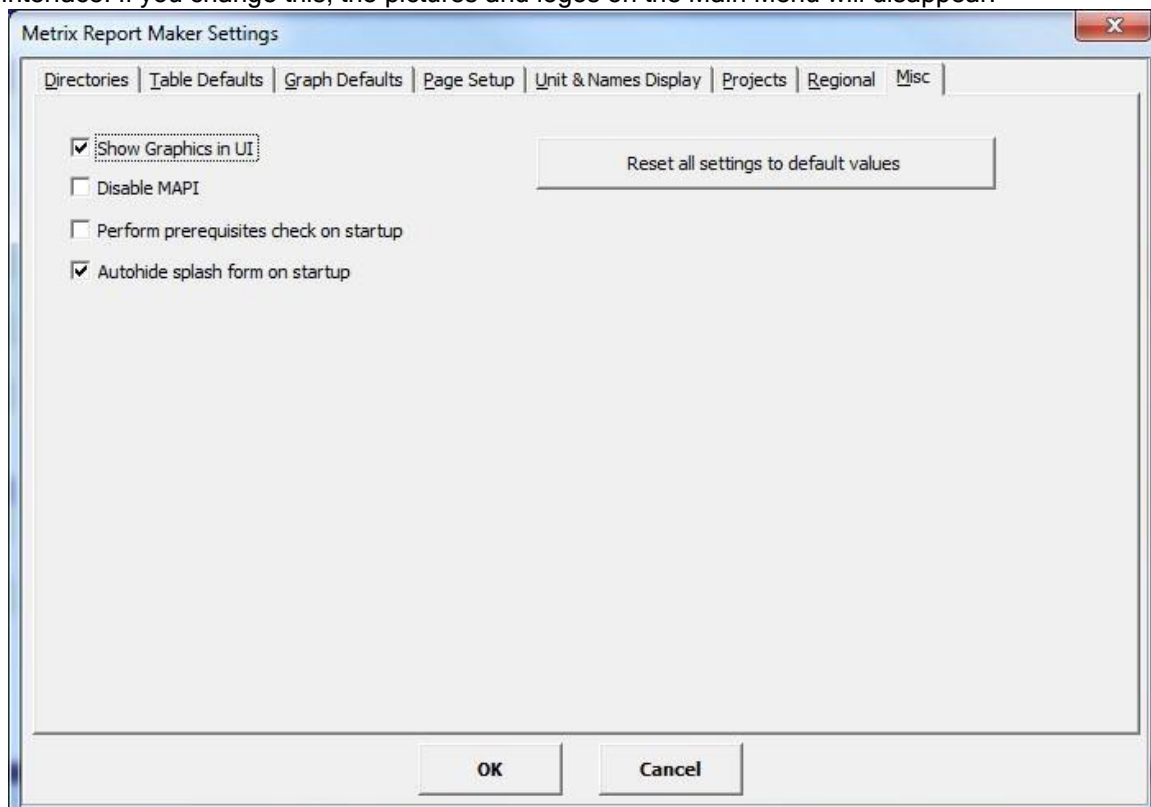 interface. If you change this, the pictures and logos on the Main Menu will disappear.
Metrix Report Maker Settings
Directories Table Defaults Graph Defaults Page Setup Unit & Names Display Projects Regional Misc
Show Graphics in UI
Reset all settings to default values
Disable MAPI
Perform prerequisites check on startup
Autohide splash form on startup
OK Cancel